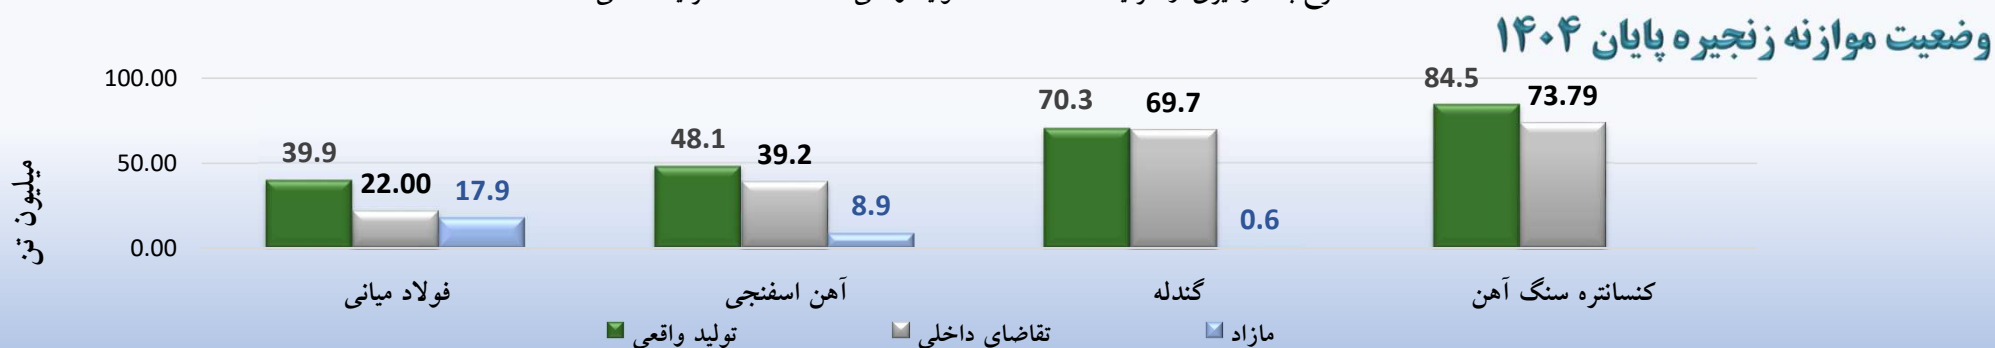 وضعیت موازنه زنجیره پایان ۱۴۰۴
میلیون تن
100.00
50.00
0.00
39.9
22.00
17.9
48.1
39.2
8.9
70.3
69.7
0.6
84.5
73.79
فولاد میانی
آهن اسفنجی
گندله
کنسانتره سنگ آهن
تولید واقعی
تقاضای داخلی
مازاد